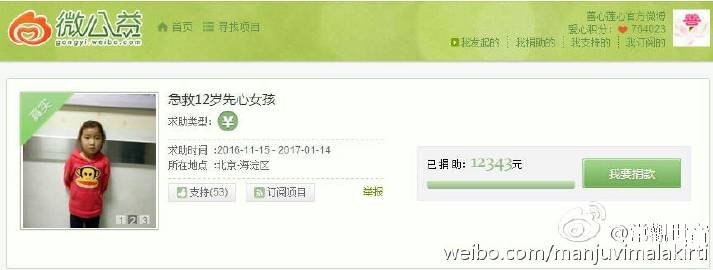 微公益
gongyi.weibo.com
首页 寻找项目
善心莲心官方微博
爱心积分: 764023
我发起的 我捐助的 我支持的 我订阅的
真实
急救12岁先心女孩
求助类型: ¥
求助时间 :2016-11-15 - 2017-01-14
所在地点 :北京·海淀区
支持(53) 订阅项目 举报
1 2 3
已捐助: 12343元
我要捐款
weibo.com/manjuvimalakirti